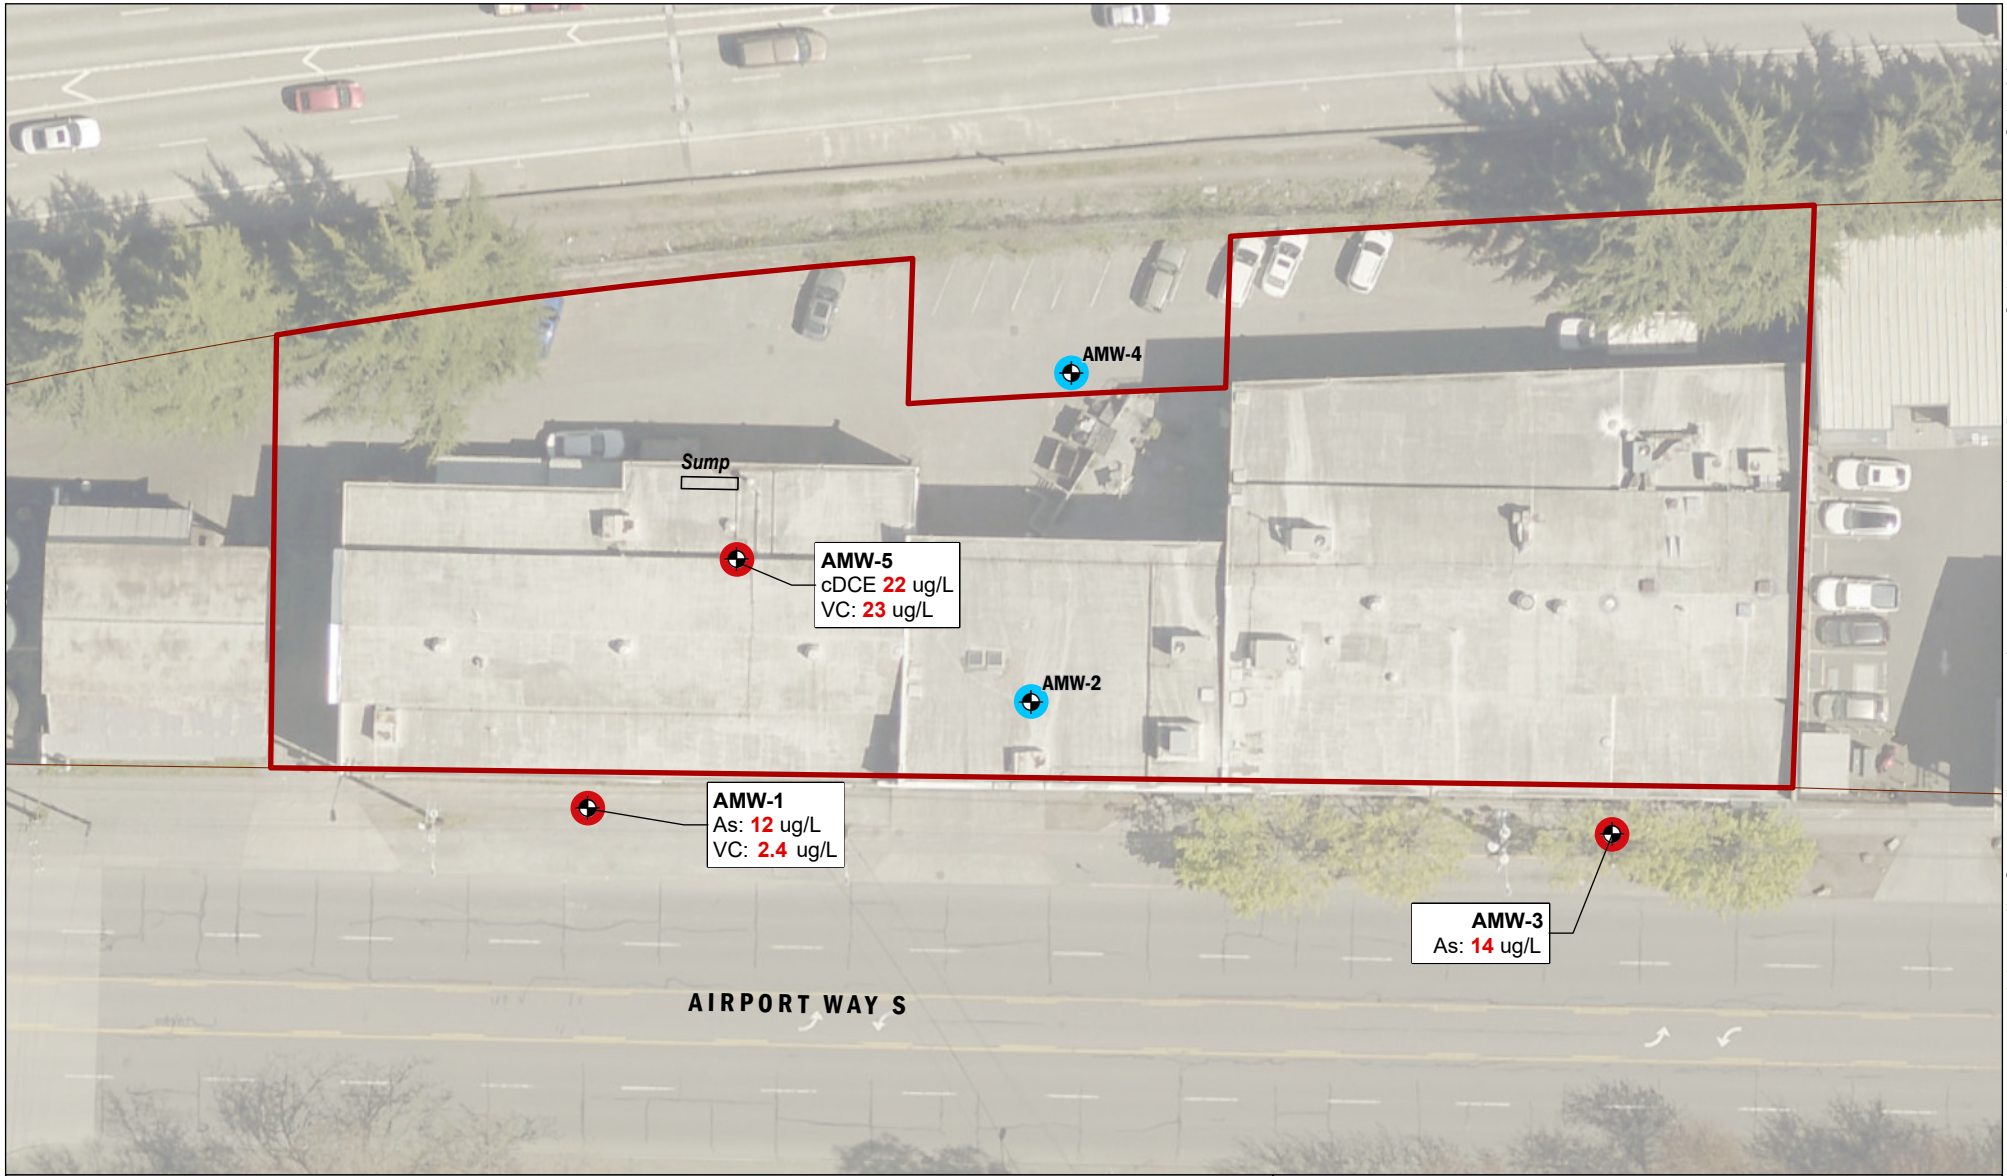 AMW-4
Sump
AMW-5
cDCE 22 ug/L
VC: 23 ug/L
AMW-2
AMW-1
As: 12 ug/L
VC: 2.4 ug/L
AMW-3
As: 14 ug/L
AIRPORT WAY S